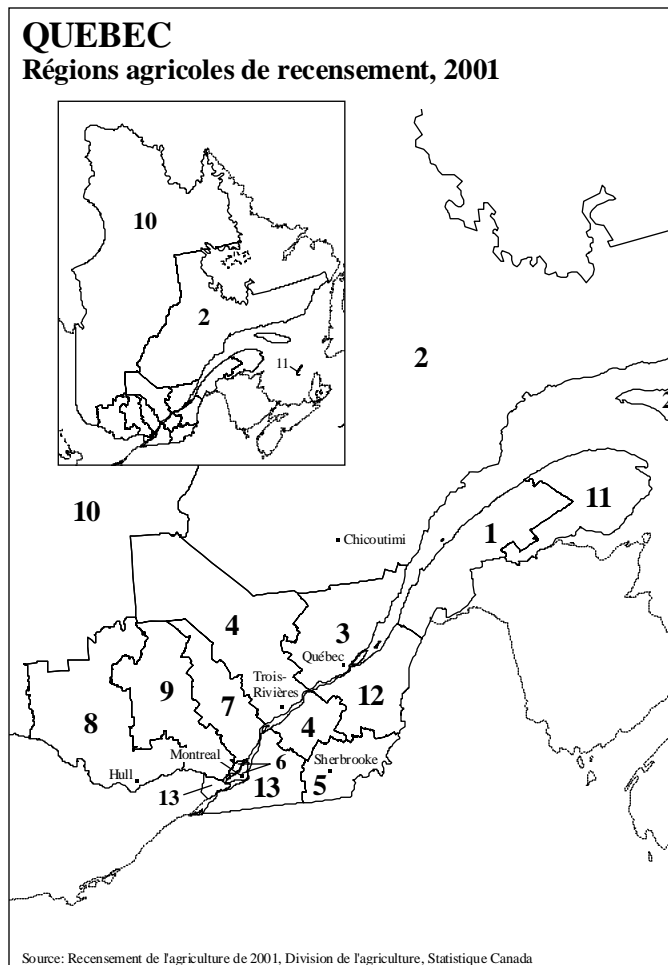 QUEBEC
Régions agricoles de recensement, 2001
10
2
11
2
2
10
Chicoutimi
11
1
4
3
Québec
Trois-
Rivières
12
9
7
8
4
Montreal
6
Sherbrooke
Hull
13
5
13
Source: Recensement de l'agriculture de 2001, Division de l'agriculture, Statistique Canada